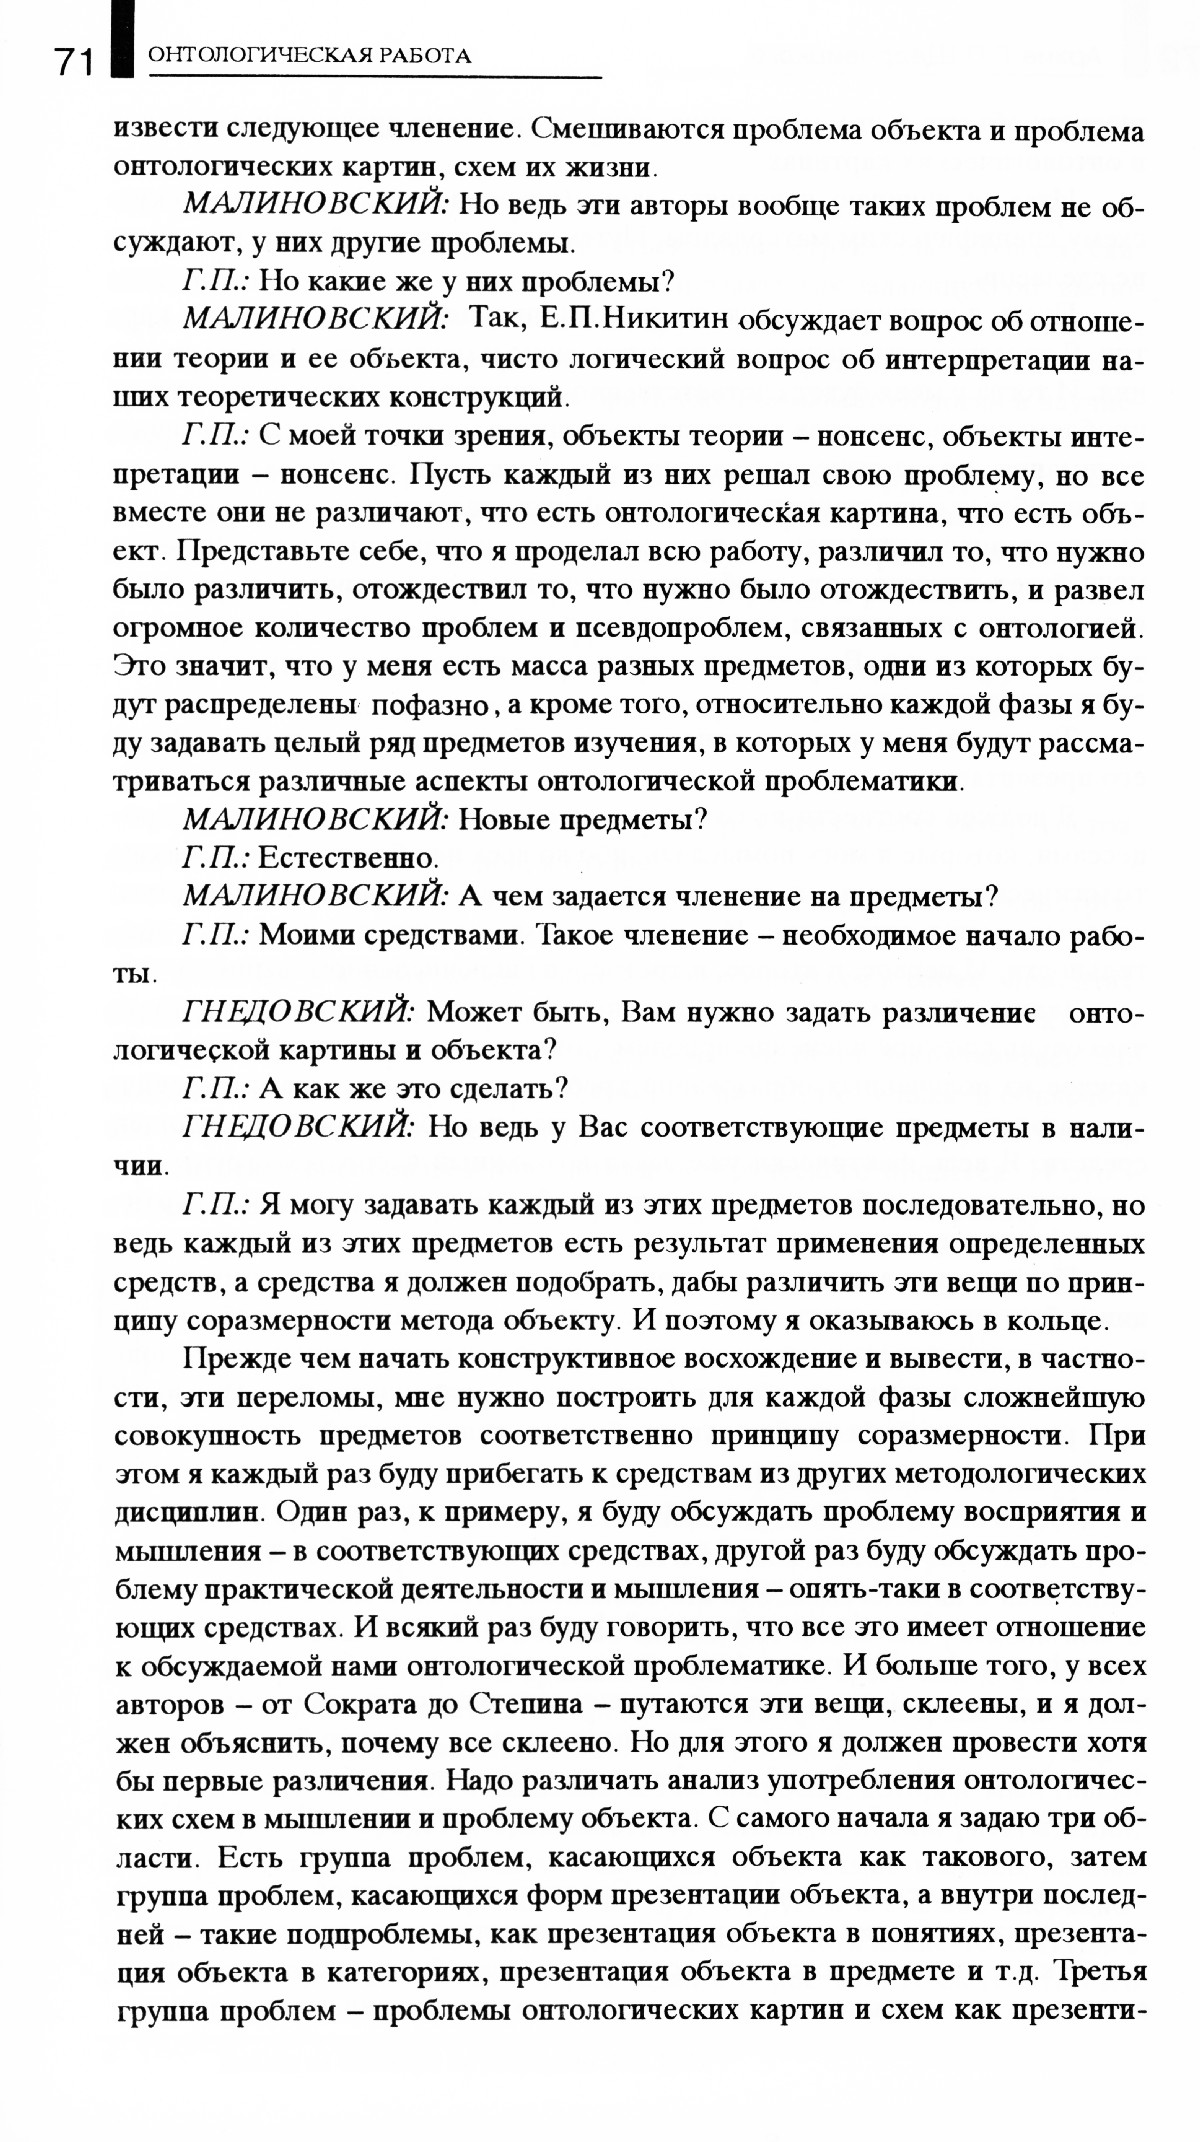 71 ОНТОЛОГИЧЕСКАЯ РАБОТА
извести следующее членение. Смешиваются проблема объекта и проблема
онтологических картин, схем их жизни.
МАЛИНОВСКИЙ: Но ведь эти авторы вообще таких проблем не об-
суждают, у них другие проблемы.
Г.П.: Но какие же у них проблемы?
МАЛИНОВСКИЙ: Так, Е.П.Никитин обсуждает вопрос об отноше-
нии теории и ее объекта, чисто логический вопрос об интерпретации на-
ших теоретических конструкций.
Г.П.: С моей точки зрения, объекты теории – нонсенс, объекты инте-
претации – нонсенс. Пусть каждый из них решал свою проблему, но все
вместе они не различают, что есть онтологическая картина, что есть объ-
ект. Представьте себе, что я проделал всю работу, различил то, что нужно
было различить, отождествил то, что нужно было отождествить, и развел
огромное количество проблем и псевдопроблем, связанных с онтологией.
Это значит, что у меня есть масса разных предметов, одни из которых бу-
дут распределены пофазно, а кроме того, относительно каждой фазы я бу-
ду задавать целый ряд предметов изучения, в которых у меня будут рассма-
триваться различные аспекты онтологической проблематики.
МАЛИНОВСКИЙ: Новые предметы?
Г.П.: Естественно.
МАЛИНОВСКИЙ: А чем задается членение на предметы?
Г.П.: Моими средствами. Такое членение – необходимое начало рабо-
ты.
ГНЕДОВСКИЙ: Может быть, Вам нужно задать различение онто-
логической картины и объекта?
Г.П.: А как же это сделать?
ГНЕДОВСКИЙ: Но ведь у Вас соответствующие предметы в нали-
чии.
Г.П.: Я могу задавать каждый из этих предметов последовательно, но
ведь каждый из этих предметов есть результат применения определенных
средств, а средства я должен подобрать, дабы различить эти вещи по прин-
ципу соразмерности метода объекту. И поэтому я оказываюсь в кольце.
Прежде чем начать конструктивное восхождение и вывести, в частно-
сти, эти переломы, мне нужно построить для каждой фазы сложнейшую
совокупность предметов соответственно принципу соразмерности. При
этом я каждый раз буду прибегать к средствам из других методологических
дисциплин. Один раз, к примеру, я буду обсуждать проблему восприятия и
мышления – в соответствующих средствах, другой раз буду обсуждать про-
блему практической деятельности и мышления – опять-таки в соответству-
ющих средствах. И всякий раз буду говорить, что все это имеет отношение
к обсуждаемой нами онтологической проблематике. И больше того, у всех
авторов – от Сократа до Степина – путаются эти вещи, склеены, и я дол-
жен объяснить, почему все склеено. Но для этого я должен провести хотя
бы первые различения. Надо различать анализ употребления онтологичес-
ких схем в мышлении и проблему объекта. С самого начала я задаю три об-
ласти. Есть группа проблем, касающихся объекта как такового, затем
группа проблем, касающихся форм презентации объекта, а внутри послед-
ней – такие подпроблемы, как презентация объекта в понятиях, презента-
ция объекта в категориях, презентация объекта в предмете и т.д. Третья
группа проблем – проблемы онтологических картин и схем как презенти-